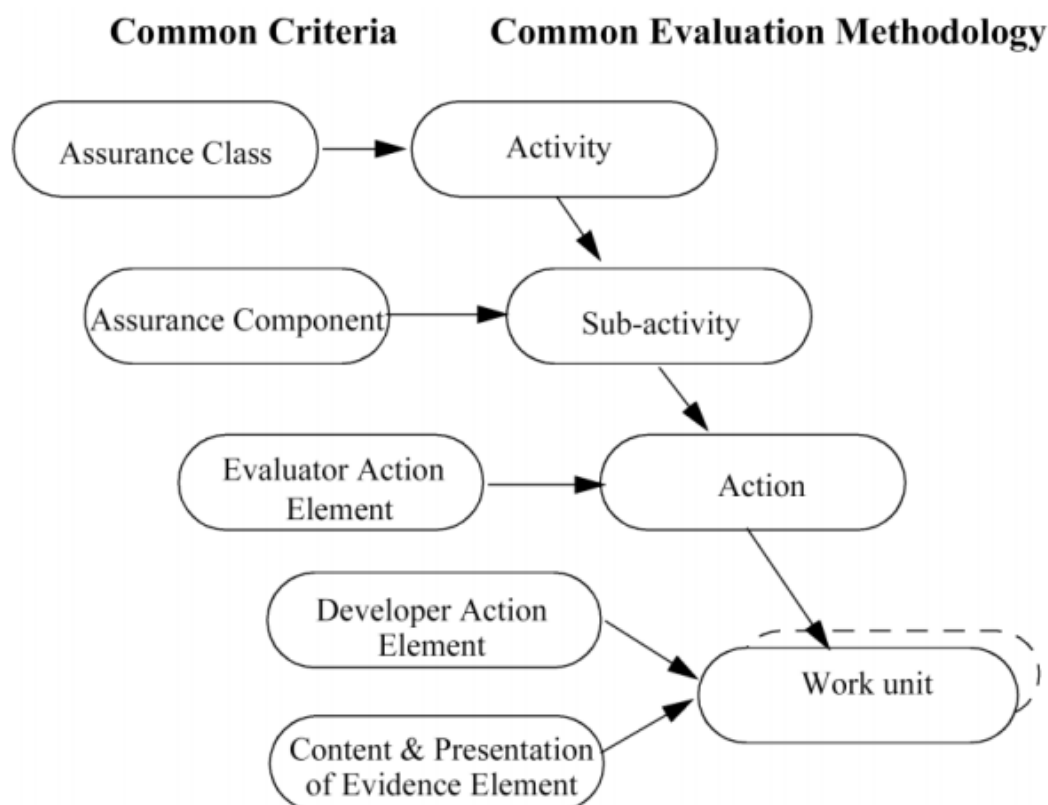 Common Criteria
Common Evaluation Methodology
Assurance Class
Activity
Assurance Component
Sub-activity
Evaluator Action
Element
Action
Developer Action
Element
Work unit
Content & Presentation
of Evidence Element